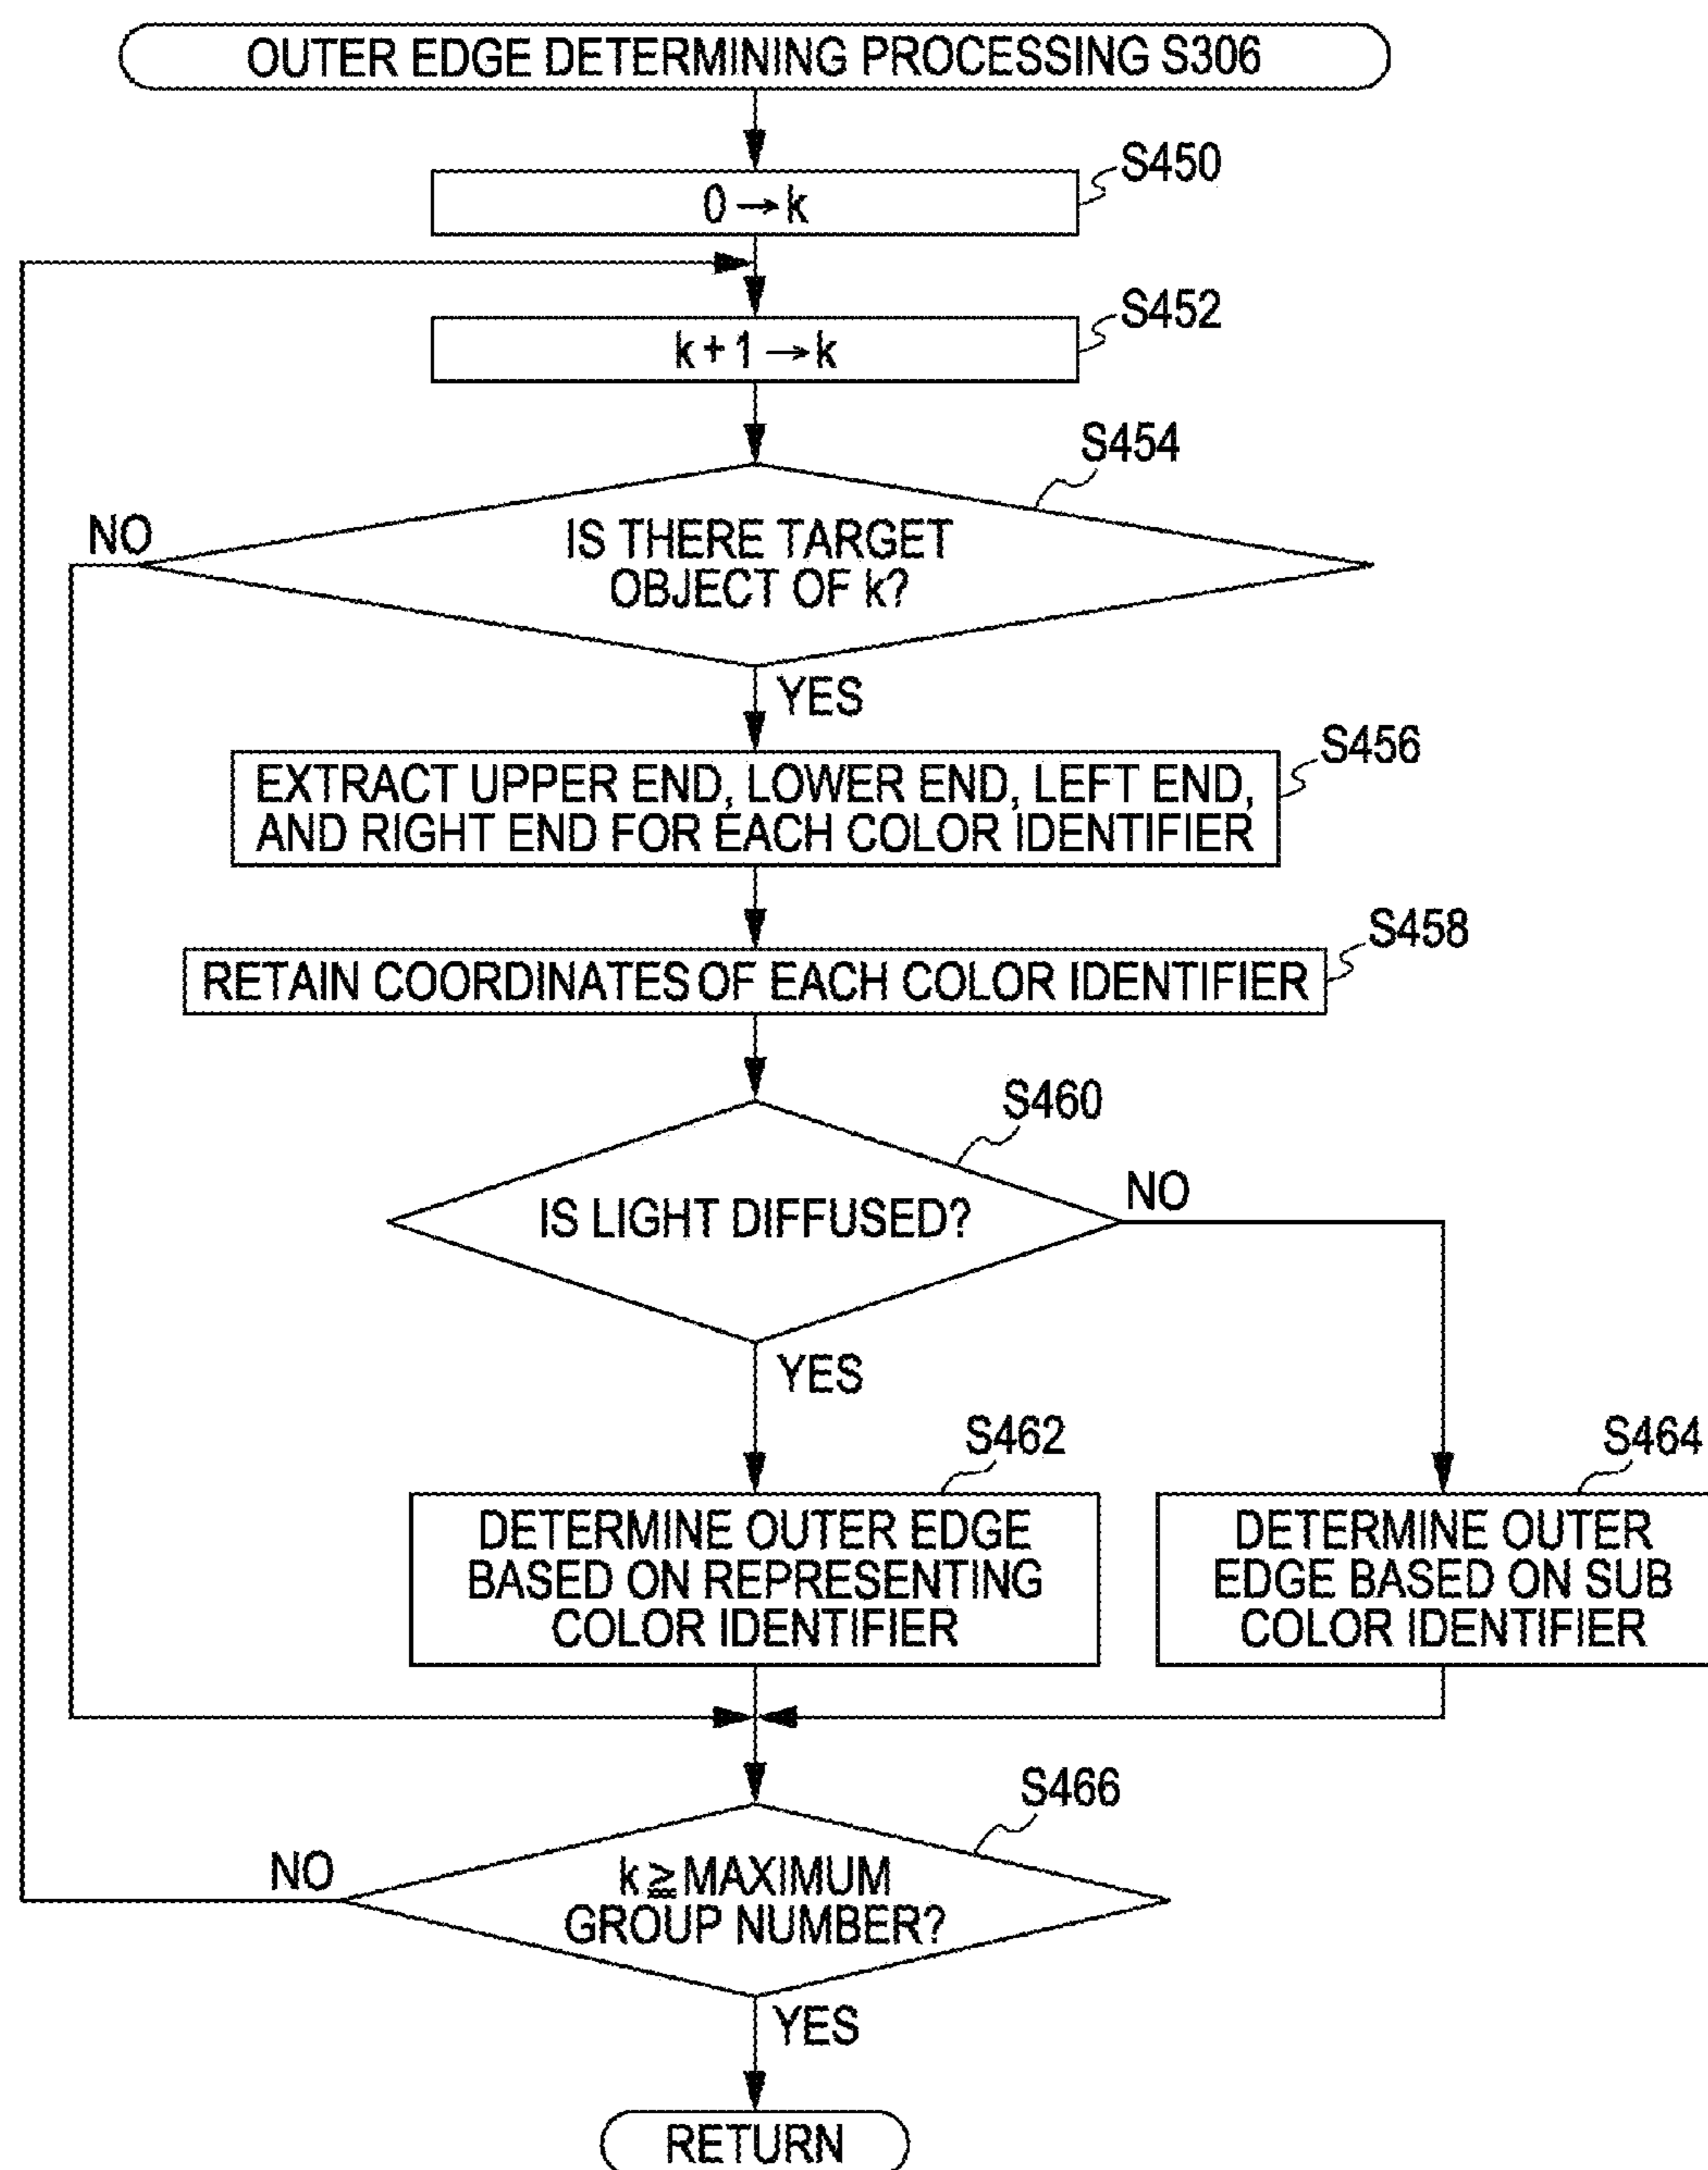 OUTER EDGE DETERMINING PROCESSING S306
S450
0→k
S452
k + 1→k
S454
NO
IS THERE TARGET
OBJECT OF k?
YES
S456
EXTRACT UPPER END, LOWER END, LEFT END,
AND RIGHT END FOR EACH COLOR IDENTIFIER
S458
RETAIN COORDINATES OF EACH COLOR IDENTIFIER
S460
NO
IS LIGHT DIFFUSED?
YES
S462
S464
DETERMINE OUTER EDGE
BASED ON REPRESENTING
COLOR IDENTIFIER
DETERMINE OUTER
EDGE BASED ON SUB
COLOR IDENTIFIER
S466
NO
k≧MAXIMUM
GROUP NUMBER?
YES
RETURN